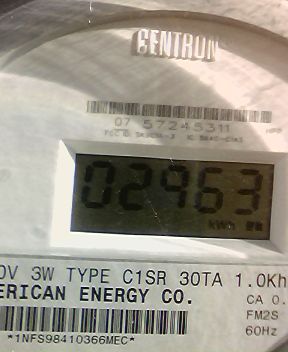 CENTRON
07 57245311
02963
kWh
0V 3W TYPE C1SR 30TA 1.0Kh
ERICAN ENERGY CO.
CA 0.
FM2S
60Hz
*1NFS98410366MEC*